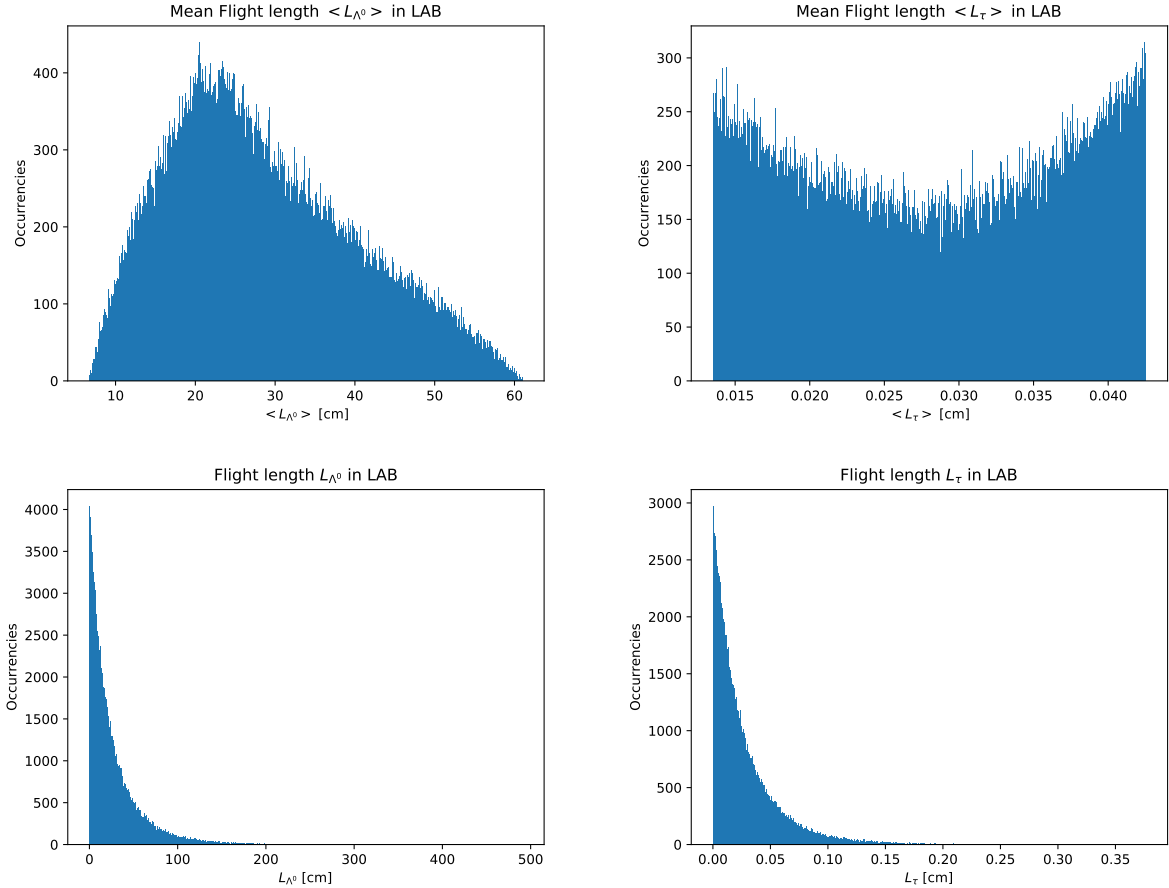 Mean Flight length < L_Λ⁰ > in LAB
Occurrencies
400
300
200
100
0
10 20 30 40 50 60
< L_Λ⁰ > [cm]
Mean Flight length < L_τ > in LAB
Occurrencies
300
250
200
150
100
50
0
0.015 0.020 0.025 0.030 0.035 0.040
< L_τ > [cm]
Flight length L_Λ⁰ in LAB
Occurrencies
4000
3500
3000
2500
2000
1500
1000
500
0
0 100 200 300 400 500
L_Λ⁰ [cm]
Flight length L_τ in LAB
Occurrencies
3000
2500
2000
1500
1000
500
0
0.00 0.05 0.10 0.15 0.20 0.25 0.30 0.35
L_τ [cm]